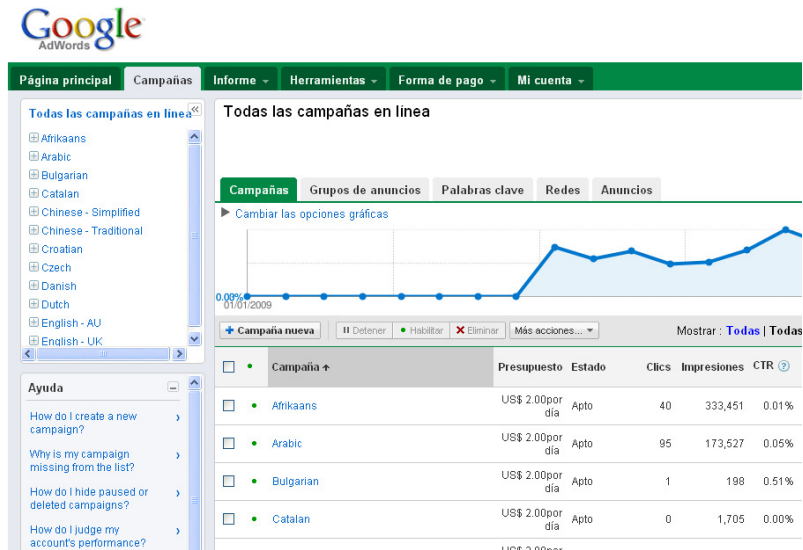 Google
AdWords
Página principal Campañas Informe Herramientas Forma de pago Mi cuenta
Todas las campañas en línea
Afrikaans
Arabic
Bulgarian
Catalan
Chinese - Simplified
Chinese - Traditional
Croatian
Czech
Danish
Dutch
English - AU
English - UK
Ayuda
How do I create a new
campaign?
Why is my campaign
missing from the list?
How do I hide paused or
deleted campaigns?
How do I judge my
account's performance?
Todas las campañas en línea
Campañas Grupos de anuncios Palabras clave Redes Anuncios
Cambiar las opciones gráficas
0.00%
01/01/2009
Campaña nueva Detener Habilitar Eliminar Más acciones... Mostrar : Todas | Todas
Campaña Presupuesto Estado Clics Impresiones CTR
Afrikaans US$ 2.00por día Apto 40 333,451 0.01%
Arabic US$ 2.00por día Apto 95 173,527 0.05%
Bulgarian US$ 2.00por día Apto 1 198 0.51%
Catalan US$ 2.00por día Apto 0 1,705 0.00%
US$ 2.00por